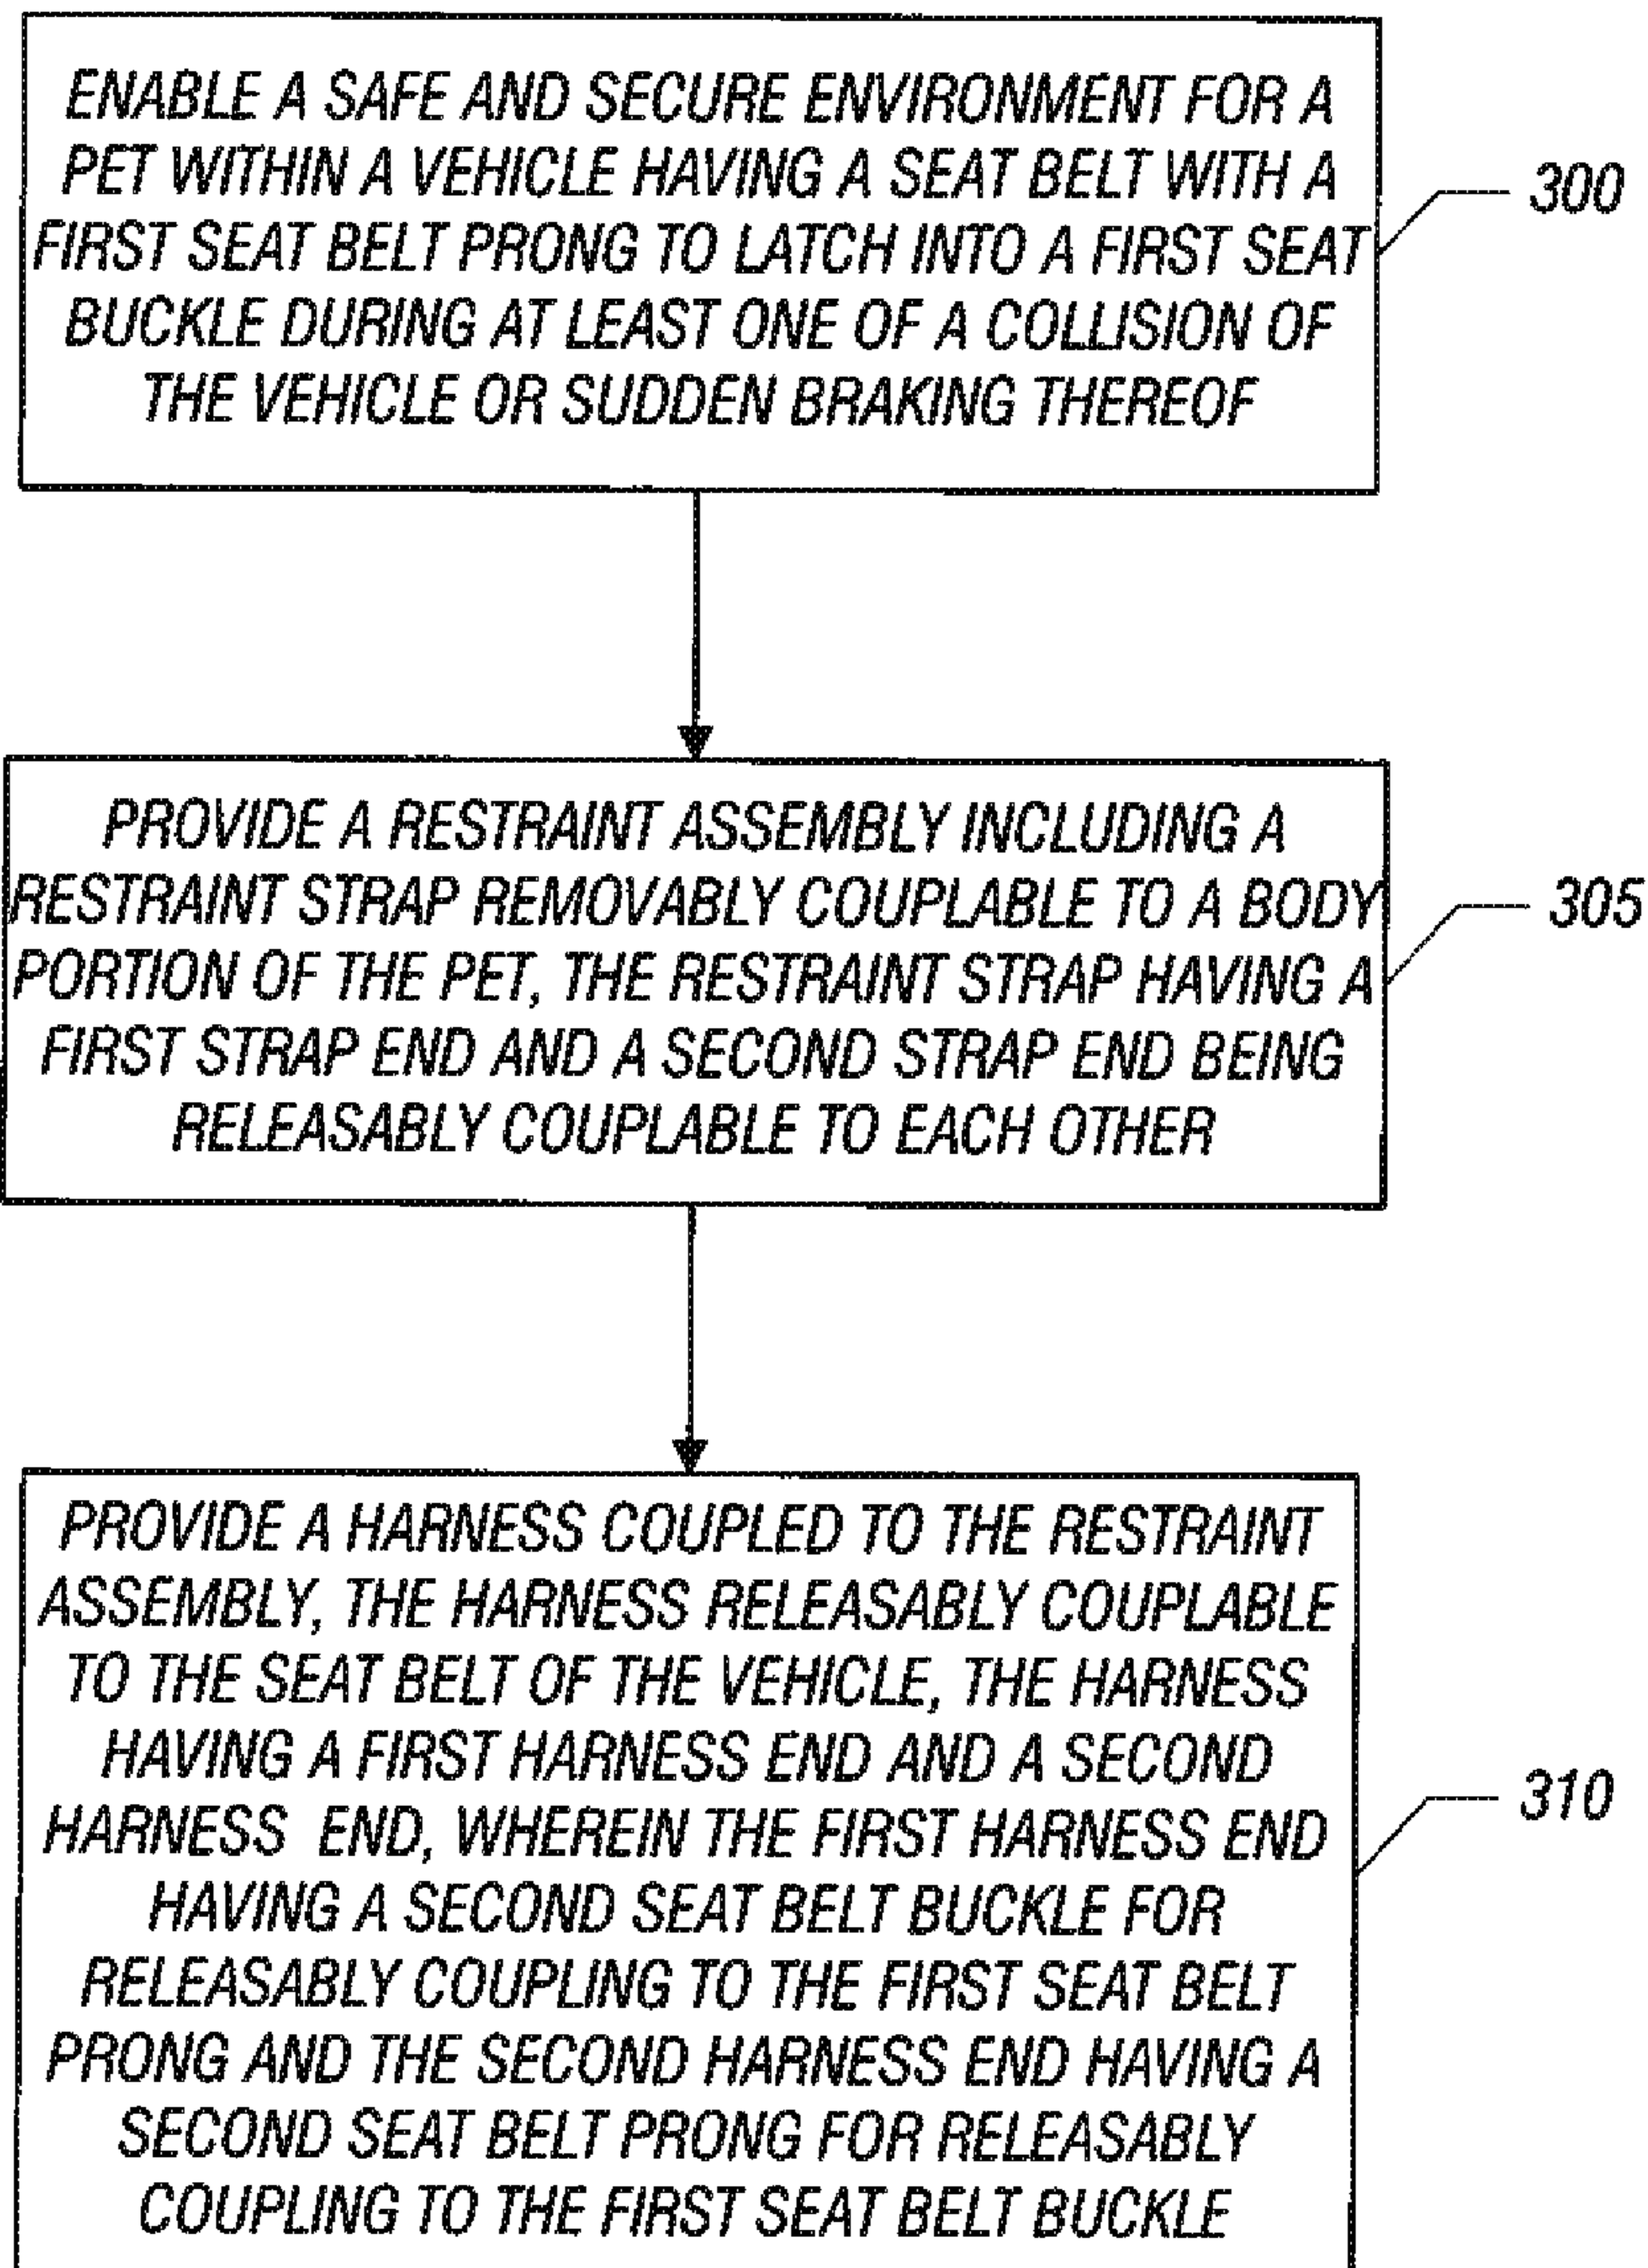 ENABLE A SAFE AND SECURE ENVIRONMENT FOR A
PET WITHIN A VEHICLE HAVING A SEAT BELT WITH A
FIRST SEAT BELT PRONG TO LATCH INTO A FIRST SEAT
BUCKLE DURING AT LEAST ONE OF A COLLISION OF
THE VEHICLE OR SUDDEN BRAKING THEREOF
300
PROVIDE A RESTRAINT ASSEMBLY INCLUDING A
RESTRAINT STRAP REMOVABLY COUPLABLE TO A BODY
PORTION OF THE PET, THE RESTRAINT STRAP HAVING A
FIRST STRAP END AND A SECOND STRAP END BEING
RELEASABLY COUPLABLE TO EACH OTHER
305
PROVIDE A HARNESS COUPLED TO THE RESTRAINT
ASSEMBLY, THE HARNESS RELEASABLY COUPLABLE
TO THE SEAT BELT OF THE VEHICLE, THE HARNESS
HAVING A FIRST HARNESS END AND A SECOND
HARNESS END, WHEREIN THE FIRST HARNESS END
HAVING A SECOND SEAT BELT BUCKLE FOR
RELEASABLY COUPLING TO THE FIRST SEAT BELT
PRONG AND THE SECOND HARNESS END HAVING A
SECOND SEAT BELT PRONG FOR RELEASABLY
COUPLING TO THE FIRST SEAT BELT BUCKLE
310